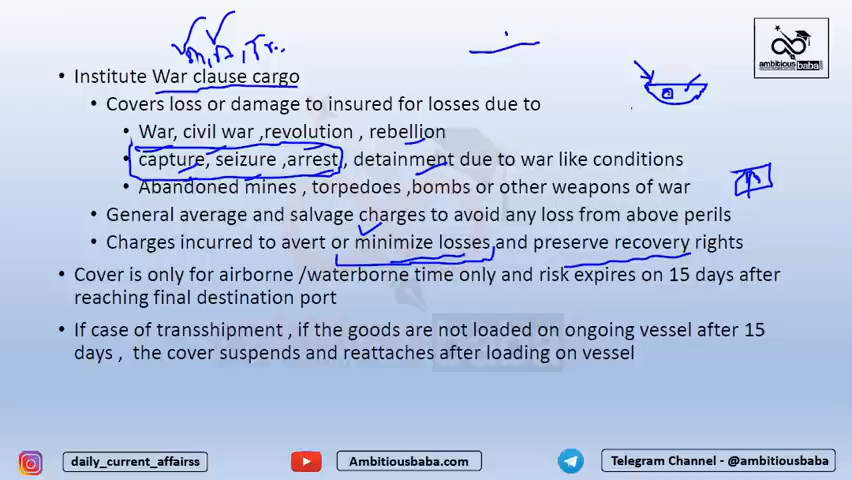 Institute War clause cargo
Covers loss or damage to insured for losses due to
War, civil war ,revolution , rebellion
capture, seizure ,arrest , detainment due to war like conditions
Abandoned mines , torpedoes ,bombs or other weapons of war
General average and salvage charges to avoid any loss from above perils
Charges incurred to avert or minimize losses and preserve recovery rights
Cover is only for airborne /waterborne time only and risk expires on 15 days after
reaching final destination port
If case of transshipment , if the goods are not loaded on ongoing vessel after 15
days , the cover suspends and reattaches after loading on vessel
ambitiousbaba
daily_current_affairss
Ambitiousbaba.com
Telegram Channel - @ambitiousbaba